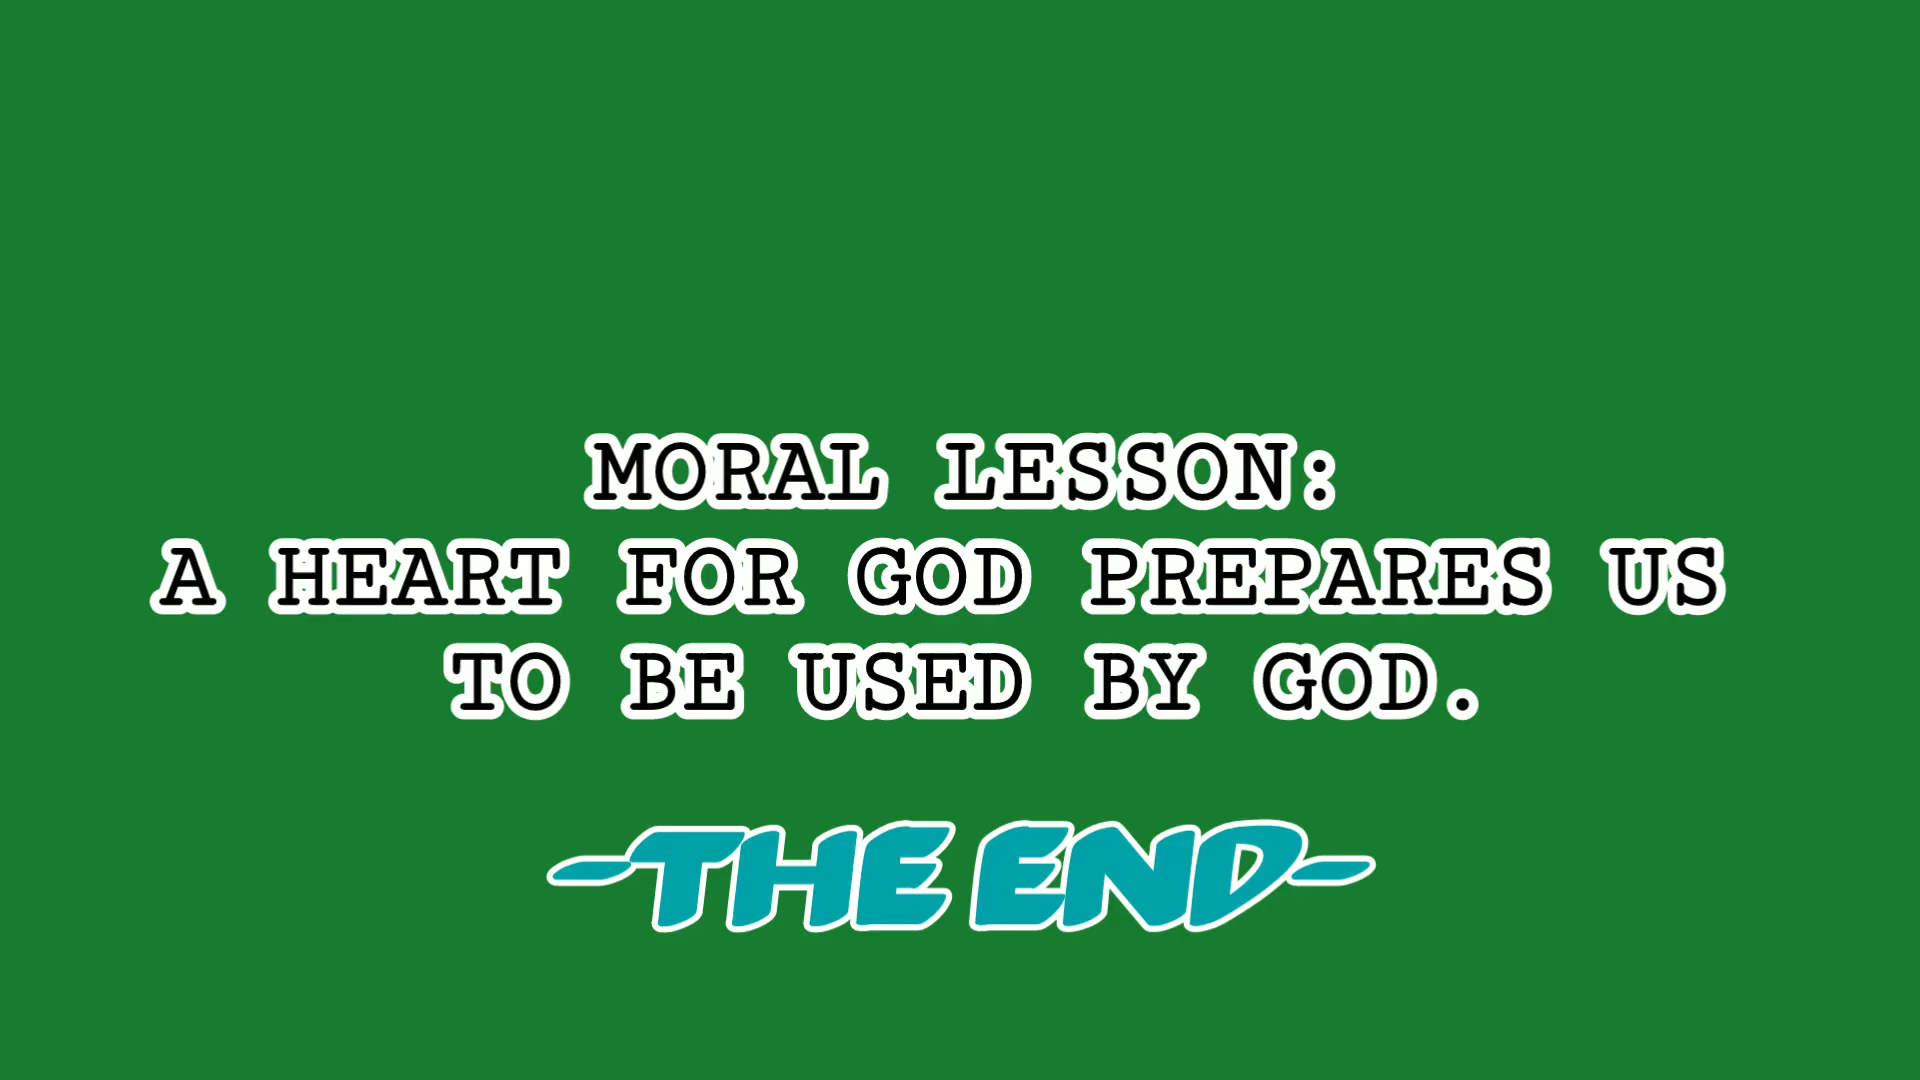 MORAL LESSON:
A HEART FOR GOD PREPARES US
TO BE USED BY GOD.
-THE END-